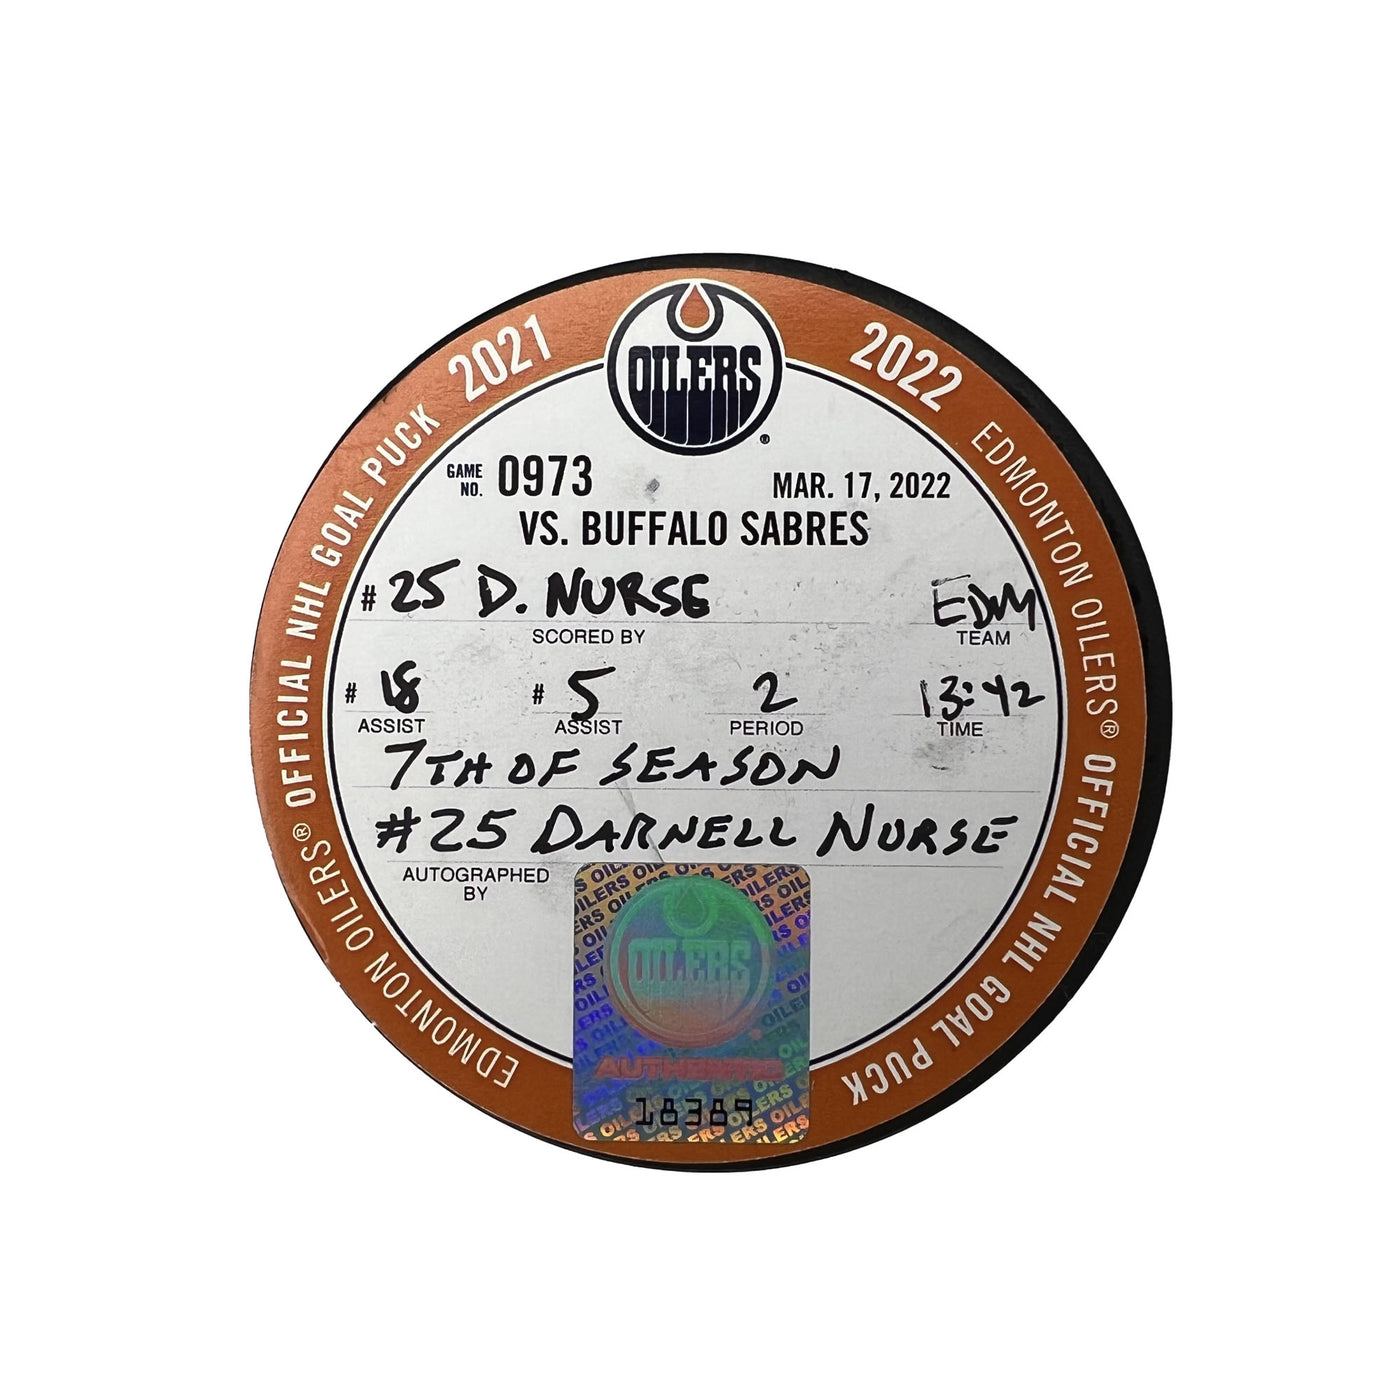 2021
2022
OFFICIAL NHL GOAL PUCK
EDMONTON OILERS®
OILERS
®
GAME NO. 0973
MAR. 17, 2022
VS. BUFFALO SABRES
# 25 D. NURSE EDM
SCORED BY TEAM
# 18 # 5 2 13:42
ASSIST ASSIST PERIOD TIME
7TH OF SEASON
#25 DARNELL NURSE
AUTOGRAPHED
BY
OILERS
AUTHENTIC
18389
EDMONTON OILERS®
OFFICIAL NHL GOAL PUCK